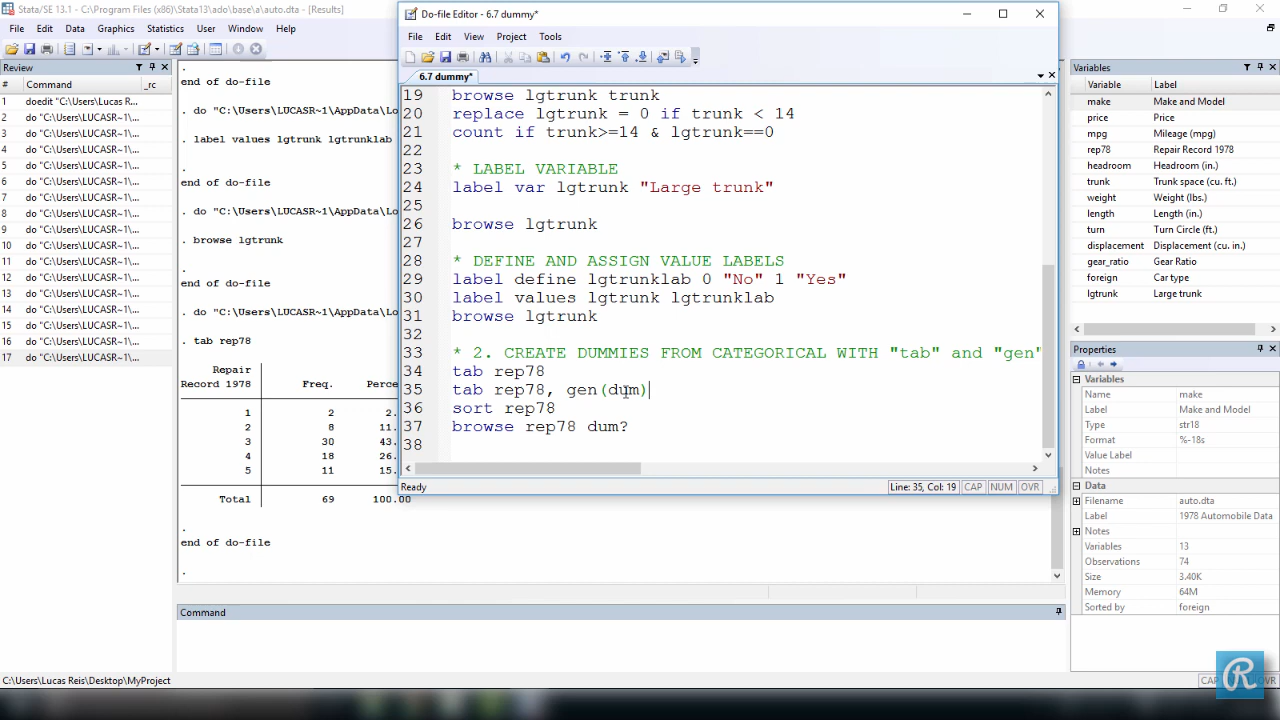 Stata/SE 13.1 - C:\Program Files (x86)\Stata13\ado\base\a\auto.dta - [Results]
File Edit Data Graphics Statistics User Window Help
Review
# Command _rc
1 doedit "C:\Users\Lucas R...
2 do "C:\Users\LUCASR~1\...
3 do "C:\Users\LUCASR~1\...
4 do "C:\Users\LUCASR~1\...
5 do "C:\Users\LUCASR~1\...
6 do "C:\Users\LUCASR~1\...
7 do "C:\Users\LUCASR~1\...
8 do "C:\Users\LUCASR~1\...
9 do "C:\Users\LUCASR~1\...
10 do "C:\Users\LUCASR~1\...
11 do "C:\Users\LUCASR~1\...
12 do "C:\Users\LUCASR~1\...
13 do "C:\Users\LUCASR~1\...
14 do "C:\Users\LUCASR~1\...
15 do "C:\Users\LUCASR~1\...
16 do "C:\Users\LUCASR~1\...
17 do "C:\Users\LUCASR~1\...
.
end of do-file
. do "C:\Users\LUCASR~1\AppData\Lo
. label values lgtrunk lgtrunklab
.
end of do-file
. do "C:\Users\LUCASR~1\AppData\Lo
. browse lgtrunk
.
end of do-file
. do "C:\Users\LUCASR~1\AppData\Lo
. tab rep78
Repair
Record 1978 Freq. Perce
1 2 2.
2 8 11.
3 30 43.
4 18 26.
5 11 15.
Total 69 100.00
.
end of do-file
.
Command
C:\Users\Lucas Reis\Desktop\MyProject
Do-file Editor - 6.7 dummy*
File Edit View Project Tools
6.7 dummy*
19 browse lgtrunk trunk
20 replace lgtrunk = 0 if trunk < 14
21 count if trunk>=14 & lgtrunk==0
22
23 * LABEL VARIABLE
24 label var lgtrunk "Large trunk"
25
26 browse lgtrunk
27
28 * DEFINE AND ASSIGN VALUE LABELS
29 label define lgtrunklab 0 "No" 1 "Yes"
30 label values lgtrunk lgtrunklab
31 browse lgtrunk
32
33 * 2. CREATE DUMMIES FROM CATEGORICAL WITH "tab" and "gen"
34 tab rep78
35 tab rep78, gen(dum)
36 sort rep78
37 browse rep78 dum?
38
Ready Line: 35, Col: 19 CAP NUM OVR
Variables
Variable Label
make Make and Model
price Price
mpg Mileage (mpg)
rep78 Repair Record 1978
headroom Headroom (in.)
trunk Trunk space (cu. ft.)
weight Weight (lbs.)
length Length (in.)
turn Turn Circle (ft.)
displacement Displacement (cu. in.)
gear_ratio Gear Ratio
foreign Car type
lgtrunk Large trunk
Properties
Variables
Name make
Label Make and Model
Type str18
Format %-18s
Value Label
Notes
Data
Filename auto.dta
Label 1978 Automobile Data
Notes
Variables 13
Observations 74
Size 3.40K
Memory 64M
Sorted by foreign
R